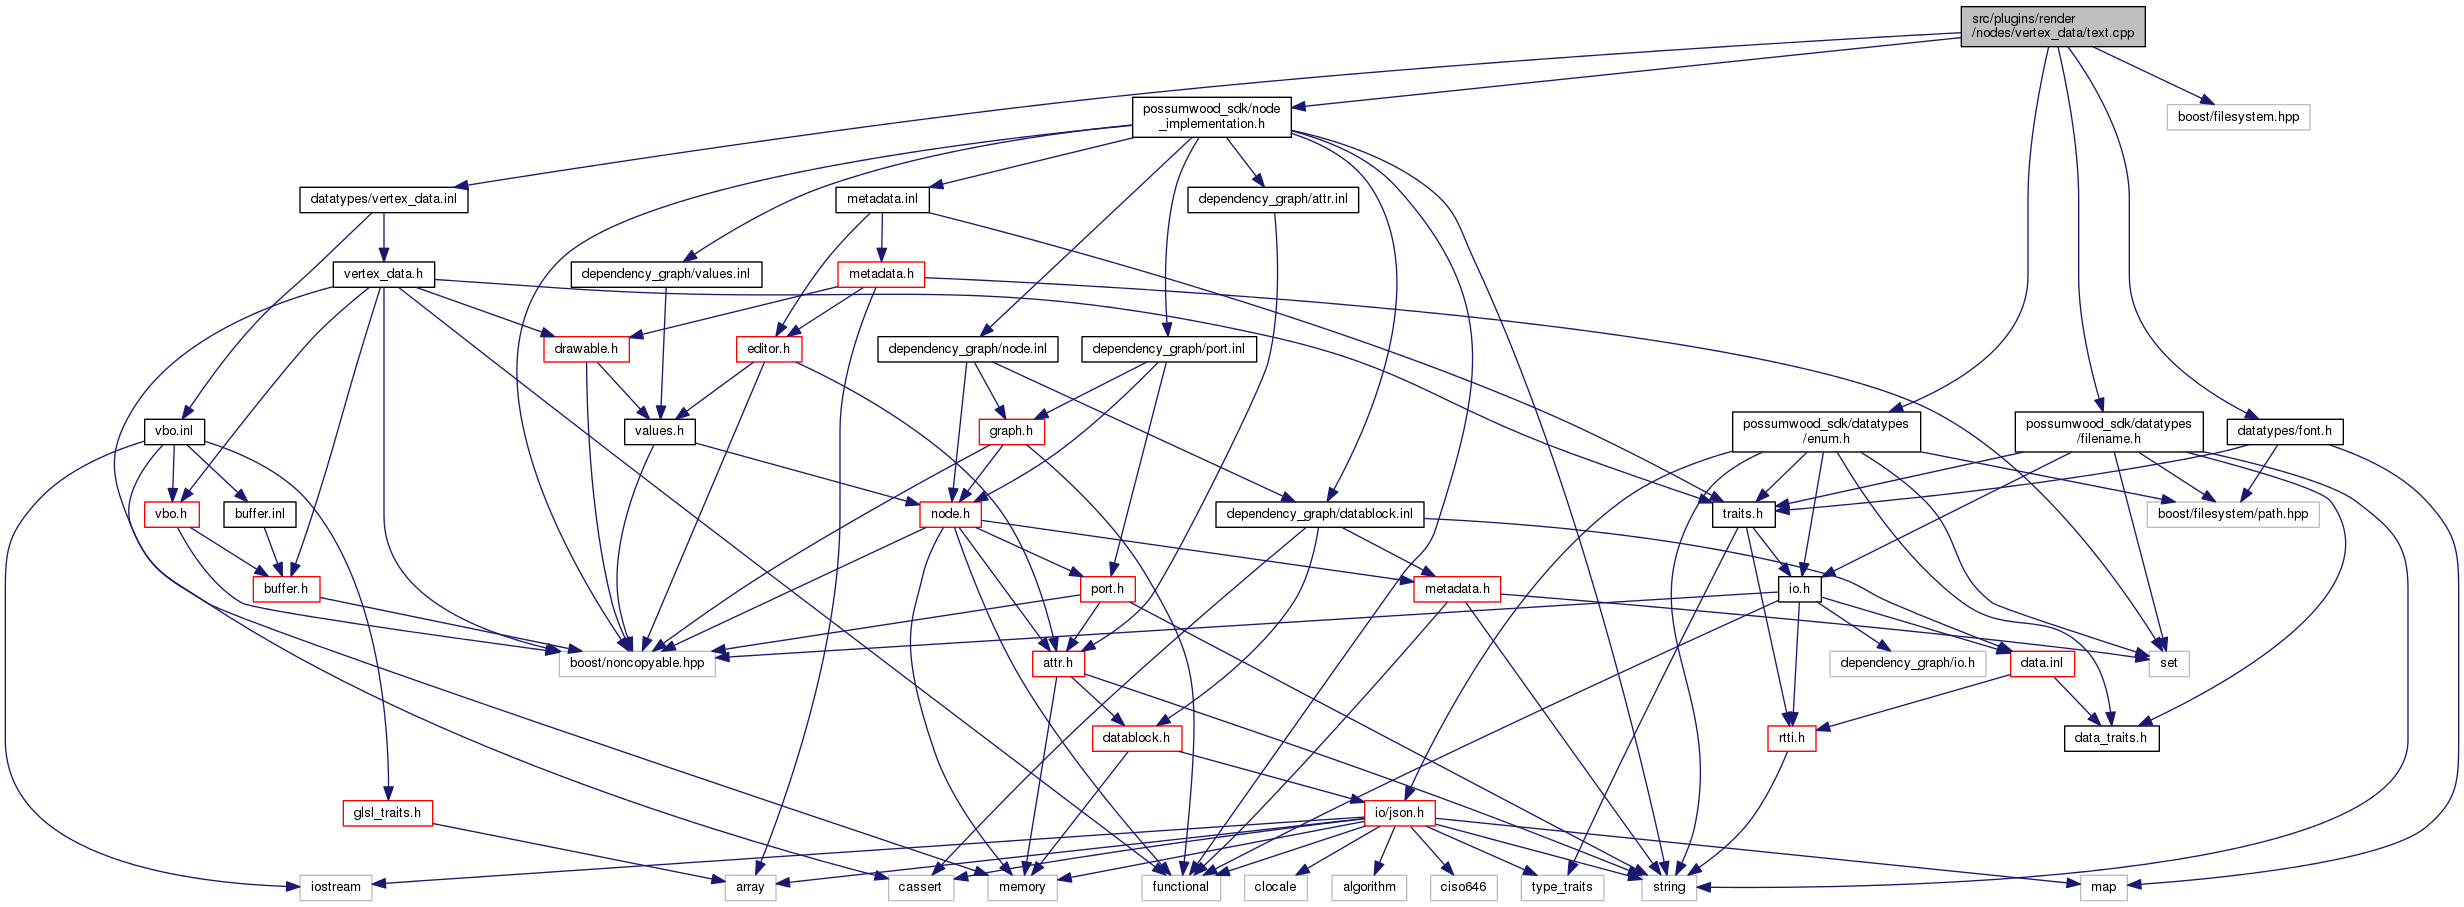 src/plugins/render
/nodes/vertex_data/text.cpp
possumwood_sdk/node
_implementation.h
boost/filesystem.hpp
datatypes/vertex_data.inl
metadata.inl
dependency_graph/attr.inl
vertex_data.h
dependency_graph/values.inl
metadata.h
drawable.h
editor.h
dependency_graph/node.inl
dependency_graph/port.inl
vbo.inl
values.h
graph.h
possumwood_sdk/datatypes
/enum.h
possumwood_sdk/datatypes
/filename.h
datatypes/font.h
vbo.h
buffer.inl
node.h
dependency_graph/datablock.inl
traits.h
boost/filesystem/path.hpp
buffer.h
port.h
metadata.h
io.h
boost/noncopyable.hpp
attr.h
dependency_graph/io.h
data.inl
set
datablock.h
rtti.h
data_traits.h
glsl_traits.h
io/json.h
iostream
array
cassert
memory
functional
clocale
algorithm
ciso646
type_traits
string
map